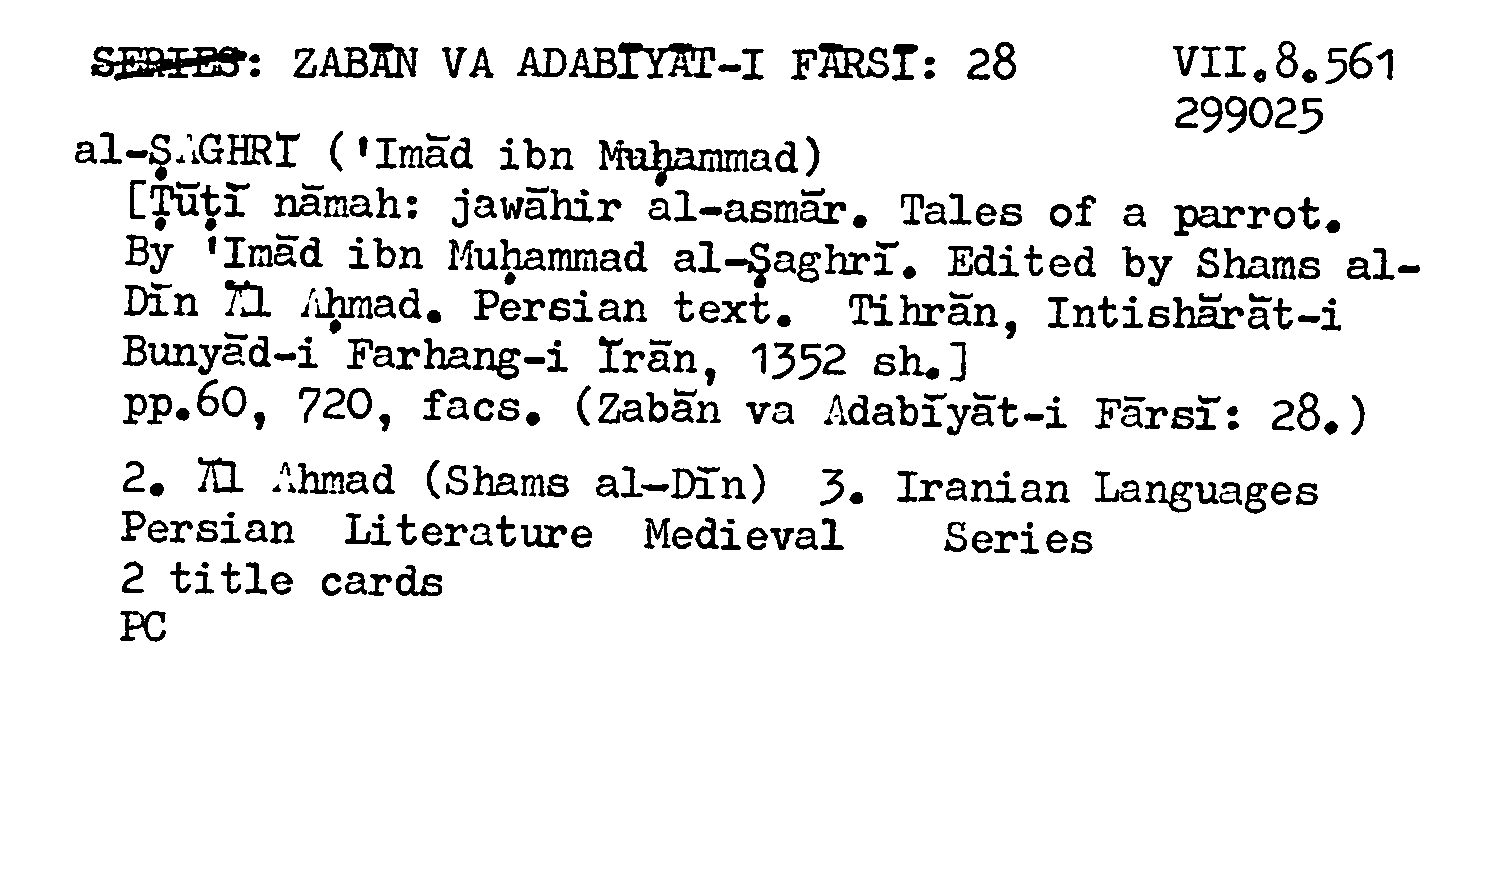 SERIES: ZABĀN VA ADABĪYĀT-I FĀRSĪ: 28 VII.8.561
299025
al-ṢAGHRĪ ('Imād ibn Muḥammad)
[Ṭūṭī nāmah: jawāhir al-asmār. Tales of a parrot.
By 'Imād ibn Muḥammad al-Ṣaghrī. Edited by Shams al-
Dīn Āl Aḥmad. Persian text. Tihrān, Intishārāt-i
Bunyād-i Farhang-i Īrān, 1352 sh.]
pp.60, 720, facs. (Zabān va Adabīyāt-i Fārsī: 28.)
2. Āl Ahmad (Shams al-Dīn) 3. Iranian Languages
Persian Literature Medieval Series
2 title cards
PC